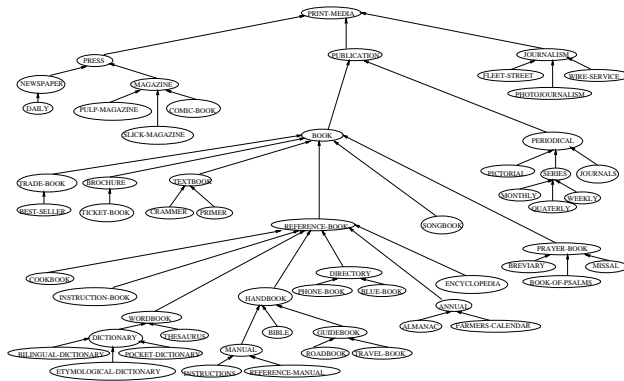 PRINT-MEDIA
PRESS
PUBLICATION
JOURNALISM
NEWSPAPER
MAGAZINE
FLEET-STREET
WIRE-SERVICE
PHOTOJOURNALISM
DAILY
PULP-MAGAZINE
COMIC-BOOK
SLICK-MAGAZINE
BOOK
PERIODICAL
PICTORIAL
SERIES
JOURNALS
TRADE-BOOK
BROCHURE
TEXTBOOK
MONTHLY
WEEKLY
QUATERLY
BEST-SELLER
TICKET-BOOK
CRAMMER
PRIMER
REFERENCE-BOOK
SONGBOOK
PRAYER-BOOK
BREVIARY
MISSAL
BOOK-OF-PSALMS
COOKBOOK
DIRECTORY
ENCYCLOPEDIA
INSTRUCTION-BOOK
PHONE-BOOK
BLUE-BOOK
HANDBOOK
ANNUAL
WORDBOOK
ALMANAC
FARMERS-CALENDAR
DICTIONARY
THESAURUS
BIBLE
GUIDEBOOK
BILINGUAL-DICTIONARY
POCKET-DICTIONARY
MANUAL
ROADBOOK
TRAVEL-BOOK
ETYMOLOGICAL-DICTIONARY
INSTRUCTIONS
REFERENCE-MANUAL